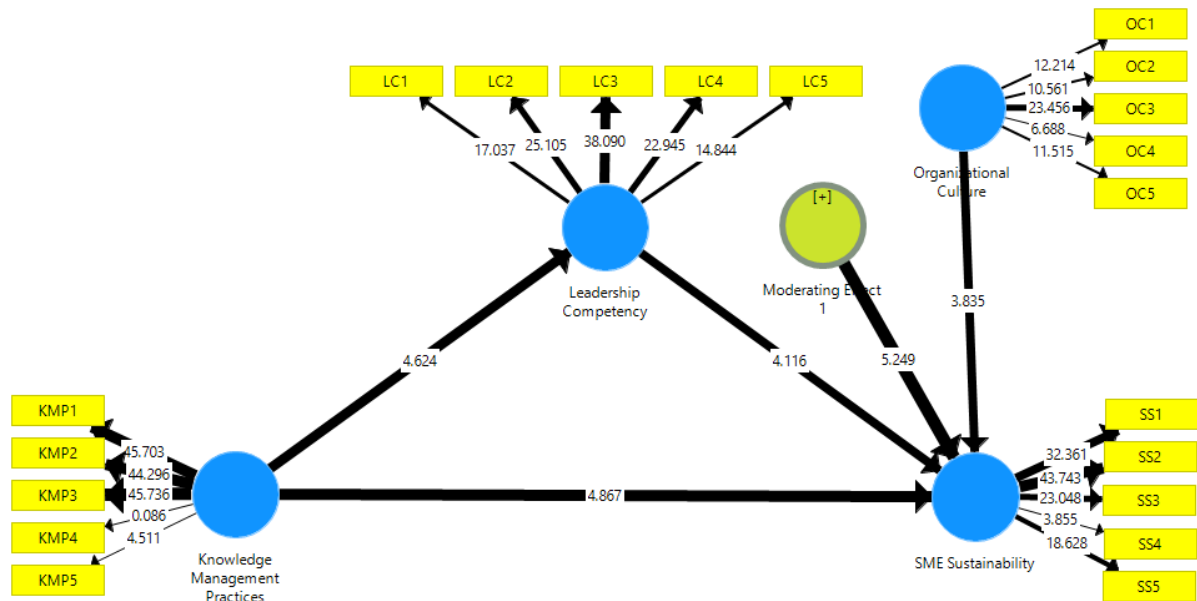 OC1
12.214
OC2
10.561
OC3
23.456
OC4
6.688
OC5
11.515
Organizational
Culture
LC1
LC2
LC3
LC4
LC5
17.037
25.105
38.090
22.945
14.844
Leadership
Competency
[+]
Moderating Effect
1
3.835
4.624
4.116
5.249
KMP1
45.703
KMP2
44.296
KMP3
45.736
KMP4
0.086
KMP5
4.511
Knowledge
Management
Practices
4.867
SS1
32.361
SS2
43.743
SS3
23.048
SS4
3.855
SS5
18.628
SME Sustainability